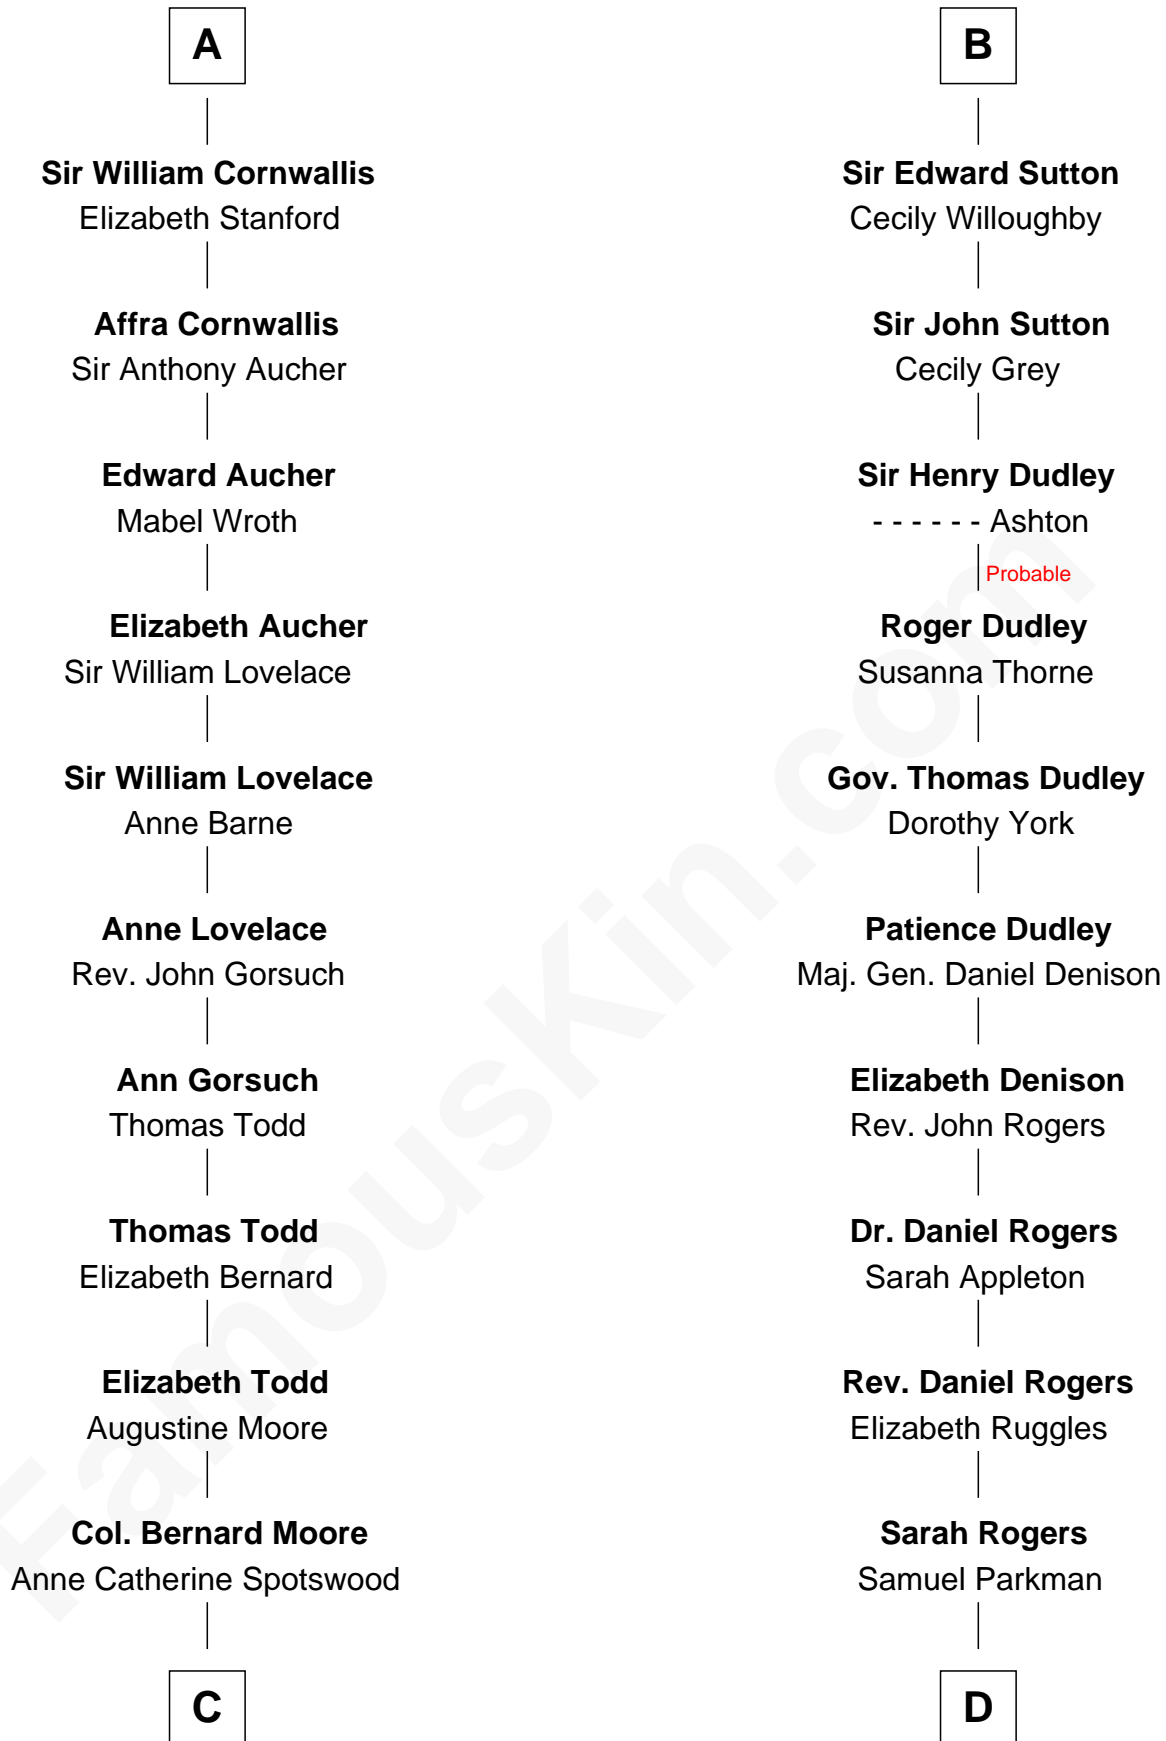 A
Sir William Cornwallis
Elizabeth Stanford
Affra Cornwallis
Sir Anthony Aucher
Edward Aucher
Mabel Wroth
Elizabeth Aucher
Sir William Lovelace
Sir William Lovelace
Anne Barne
Anne Lovelace
Rev. John Gorsuch
Ann Gorsuch
Thomas Todd
Thomas Todd
Elizabeth Bernard
Elizabeth Todd
Augustine Moore
Col. Bernard Moore
Anne Catherine Spotswood
C
B
Sir Edward Sutton
Cecily Willoughby
Sir John Sutton
Cecily Grey
Sir Henry Dudley
- - - - - - Ashton
Probable
Roger Dudley
Susanna Thorne
Gov. Thomas Dudley
Dorothy York
Patience Dudley
Maj. Gen. Daniel Denison
Elizabeth Denison
Rev. John Rogers
Dr. Daniel Rogers
Sarah Appleton
Rev. Daniel Rogers
Elizabeth Ruggles
Sarah Rogers
Samuel Parkman
D
FamousKin.com